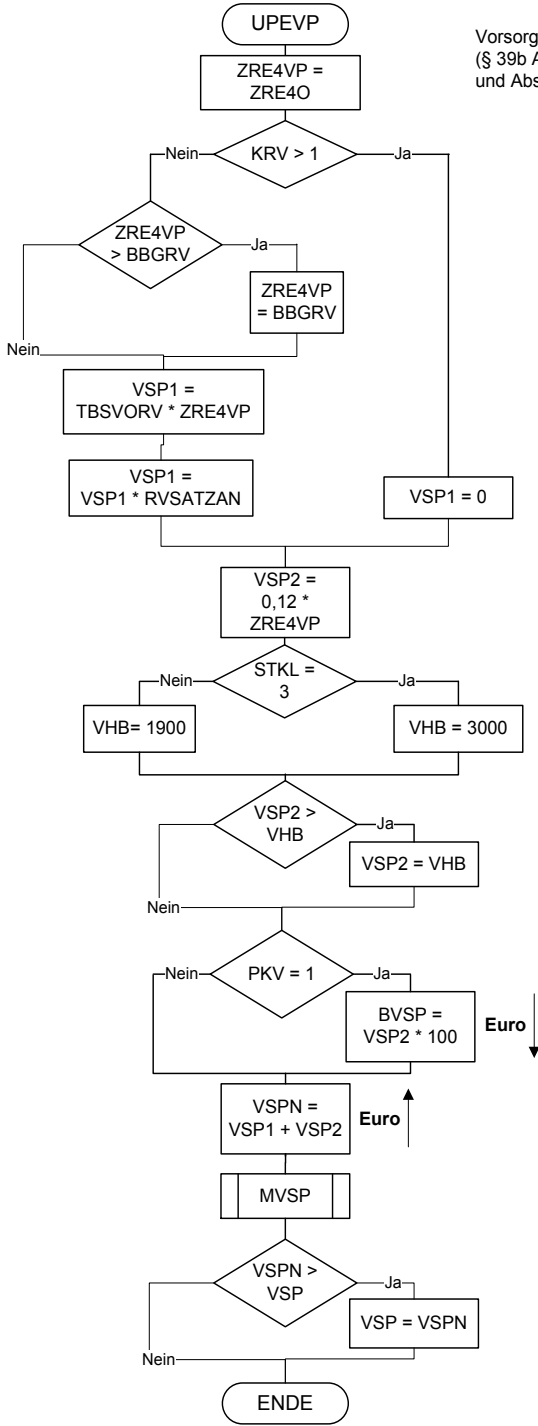 UPEVP
Vorsorg
(§ 39b A
und Abs
ZRE4VP =
ZRE4O
KRV > 1
Nein
Ja
ZRE4VP
> BBGRV
Ja
ZRE4VP
= BBGRV
Nein
VSP1 =
TBSVORV * ZRE4VP
VSP1 =
VSP1 * RVSATZAN
VSP1 = 0
VSP2 =
0,12 *
ZRE4VP
STKL =
3
Nein
Ja
VHB= 1900
VHB = 3000
VSP2 >
VHB
Ja
VSP2 = VHB
Nein
PKV = 1
Nein
Ja
BVSP =
VSP2 * 100
Euro
VSPN =
VSP1 + VSP2
Euro
MVSP
VSPN >
VSP
Ja
VSP = VSPN
Nein
ENDE